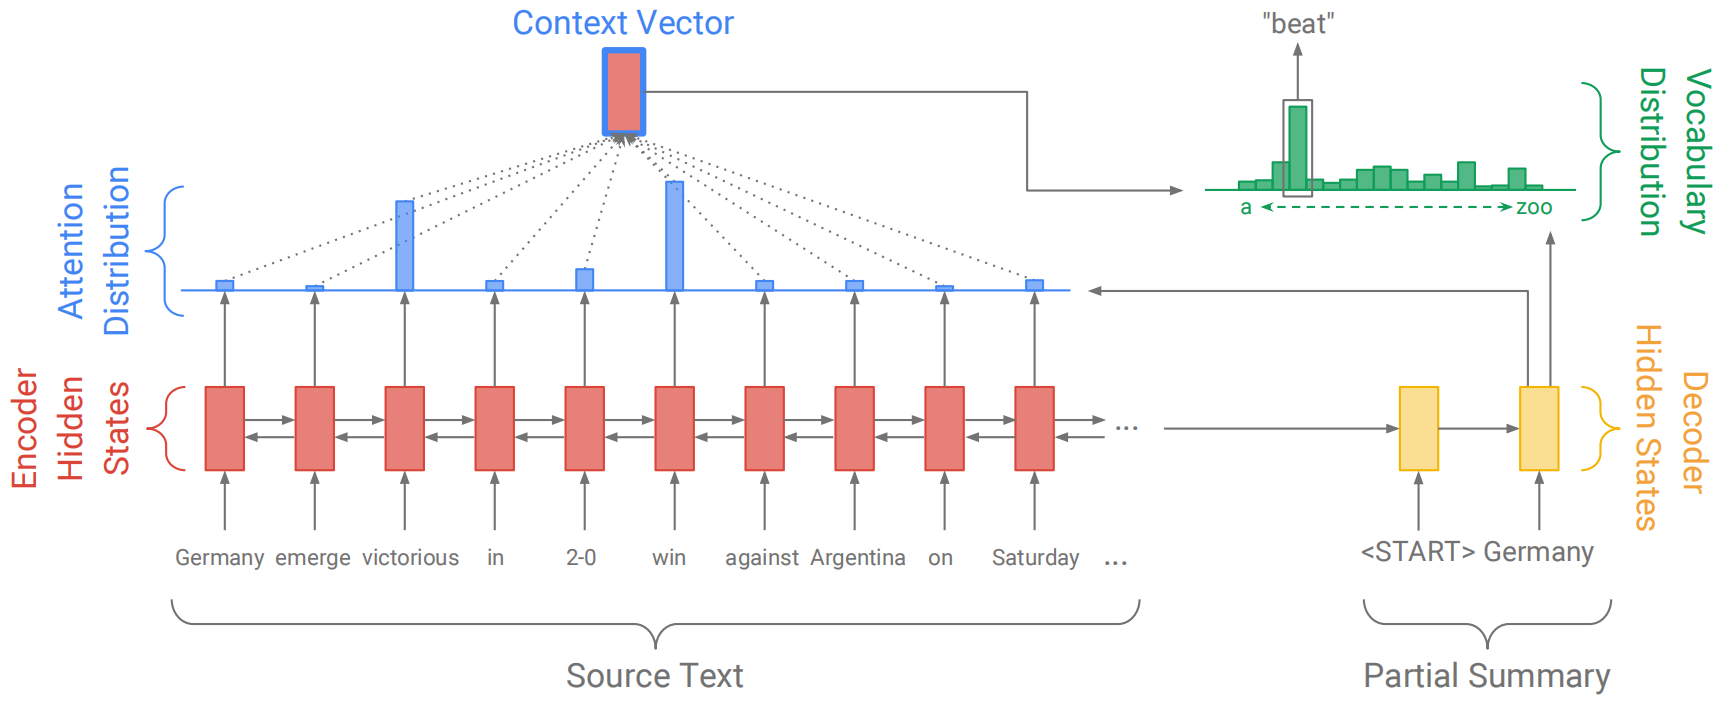 Context Vector
"beat"
Vocabulary
Distribution
a
zoo
Attention
Distribution
Encoder
Hidden
States
...
Decoder
Hidden States
Germany emerge victorious in 2-0 win against Argentina on Saturday ...
<START> Germany
Source Text
Partial Summary